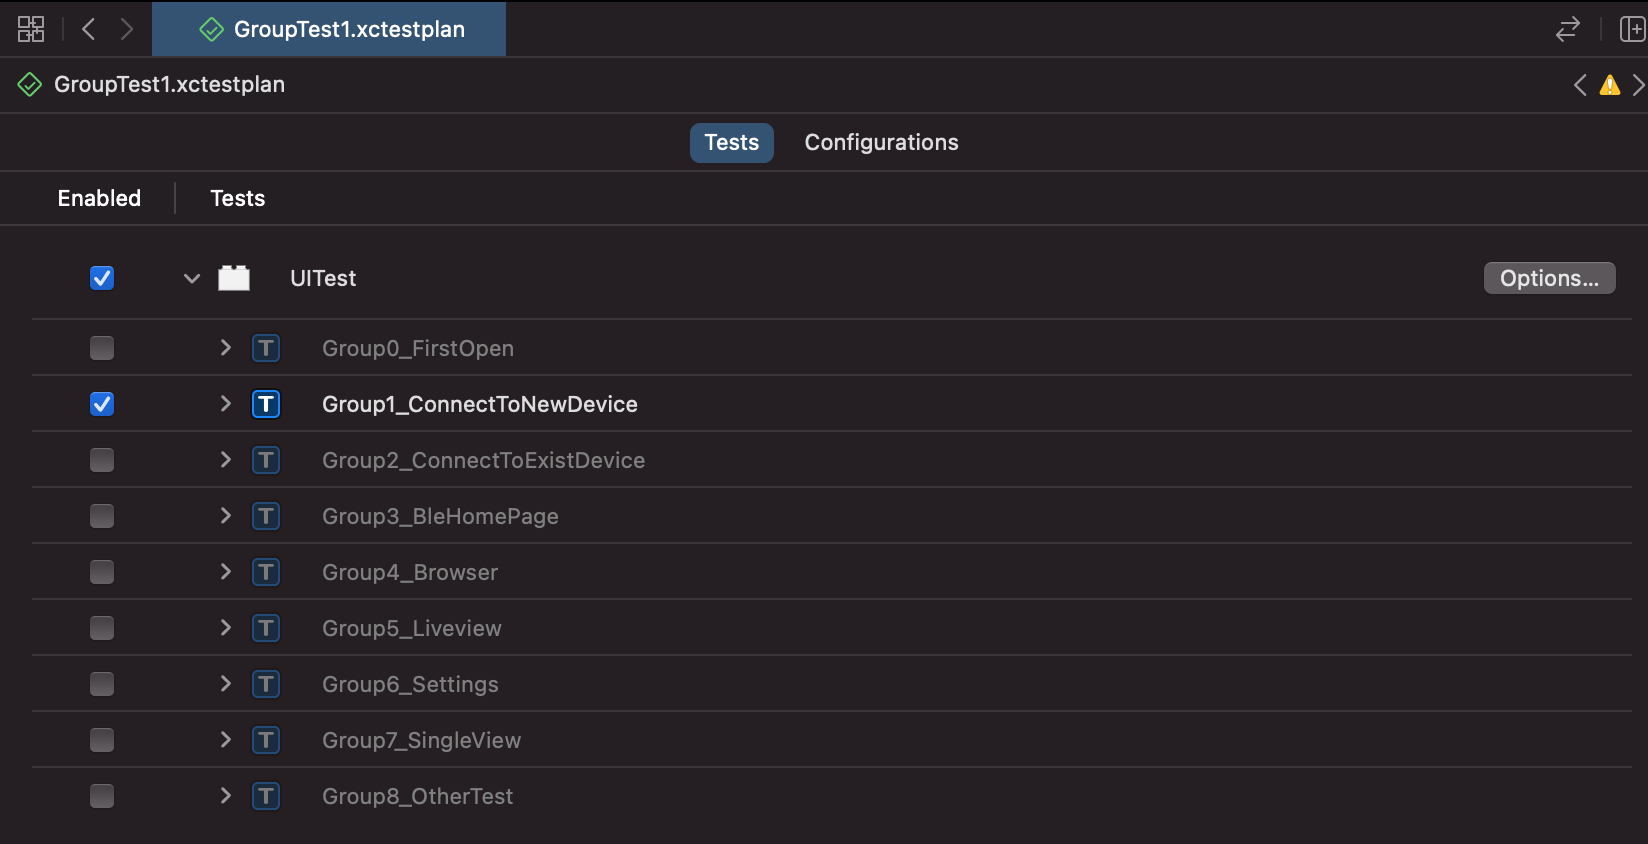 GroupTest1.xctestplan
GroupTest1.xctestplan
Tests Configurations
Enabled Tests
UITest Options...
T Group0_FirstOpen
T Group1_ConnectToNewDevice
T Group2_ConnectToExistDevice
T Group3_BleHomePage
T Group4_Browser
T Group5_Liveview
T Group6_Settings
T Group7_SingleView
T Group8_OtherTest